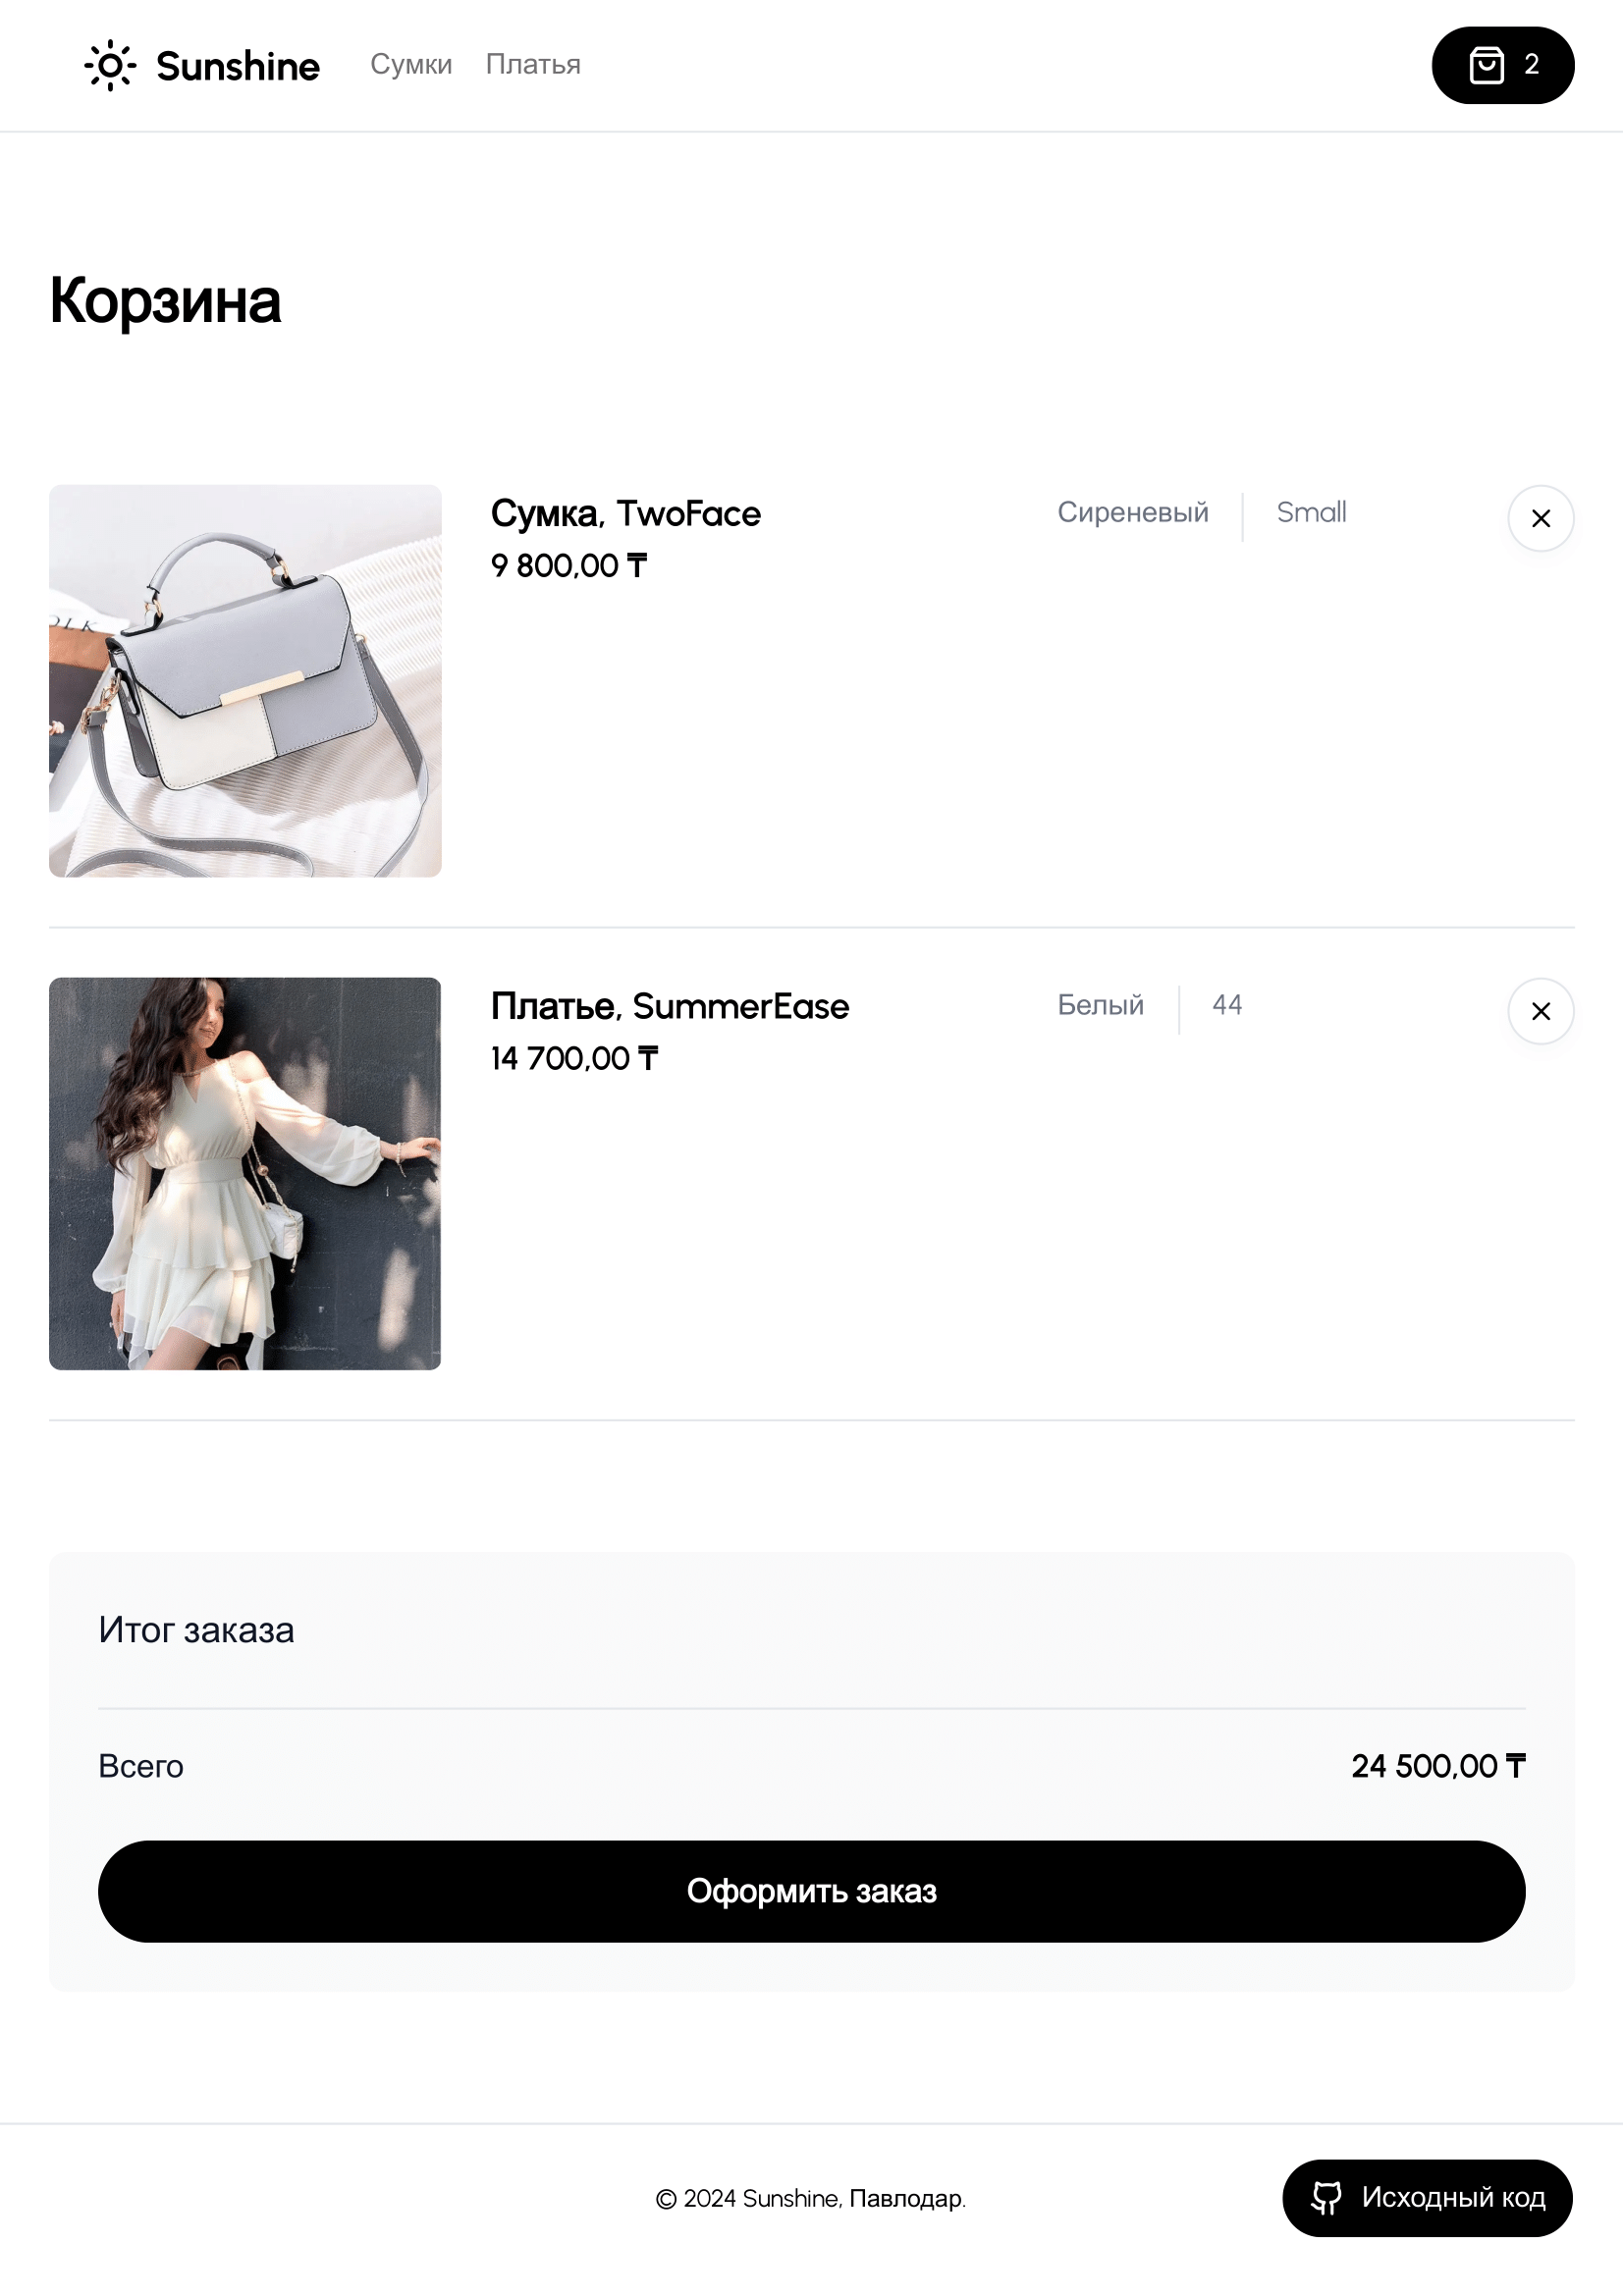 Sunshine Сумки Платья 2
Корзина
Сумка, TwoFace Сиреневый Small
9 800,00 ₸
Платье, SummerEase Белый 44
14 700,00 ₸
Итог заказа
Всего 24 500,00 ₸
Оформить заказ
© 2024 Sunshine, Павлодар. Исходный код